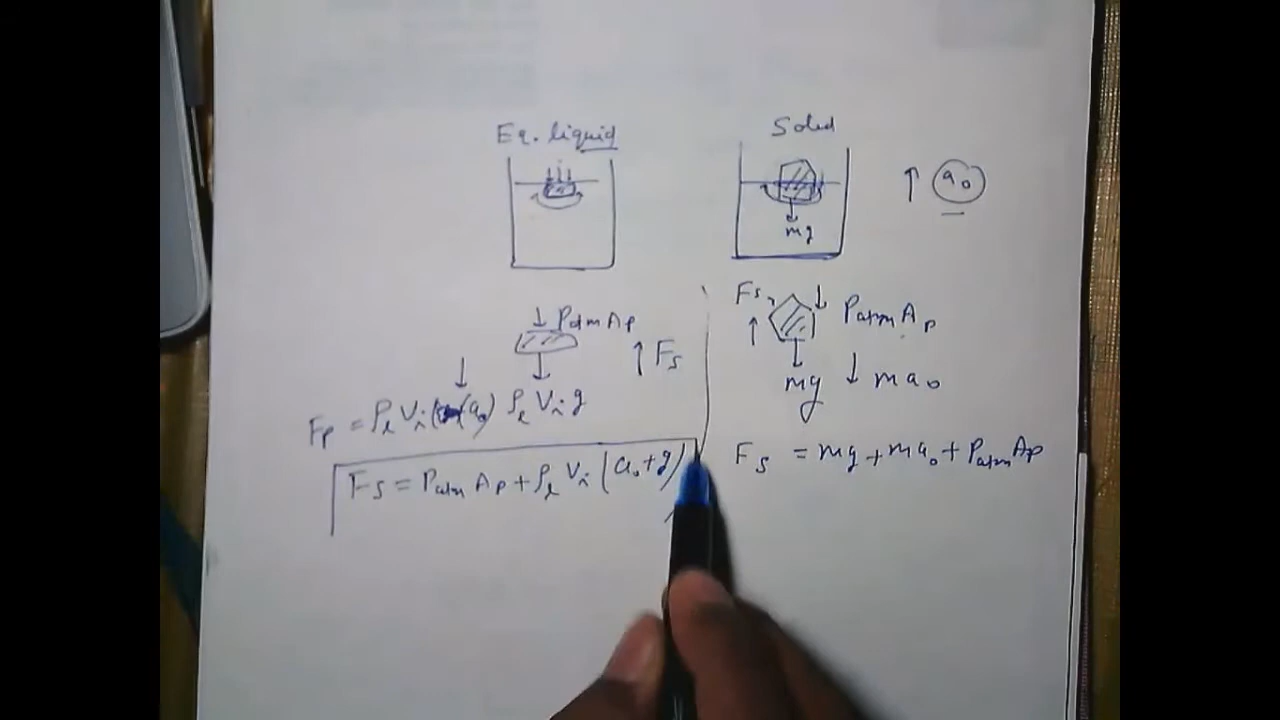 Eq. liquid
Solid
a₀
mg
↓ Patm Ap
↑ Fs
Fp = ρₗ Vᵢ (a₀) ρₗ Vᵢ g
Fs = Patm Ap + ρₗ Vᵢ (a₀ + g)
Fs
Patm Ap
mg ↓ ma₀
Fs = mg + ma₀ + Patm Ap